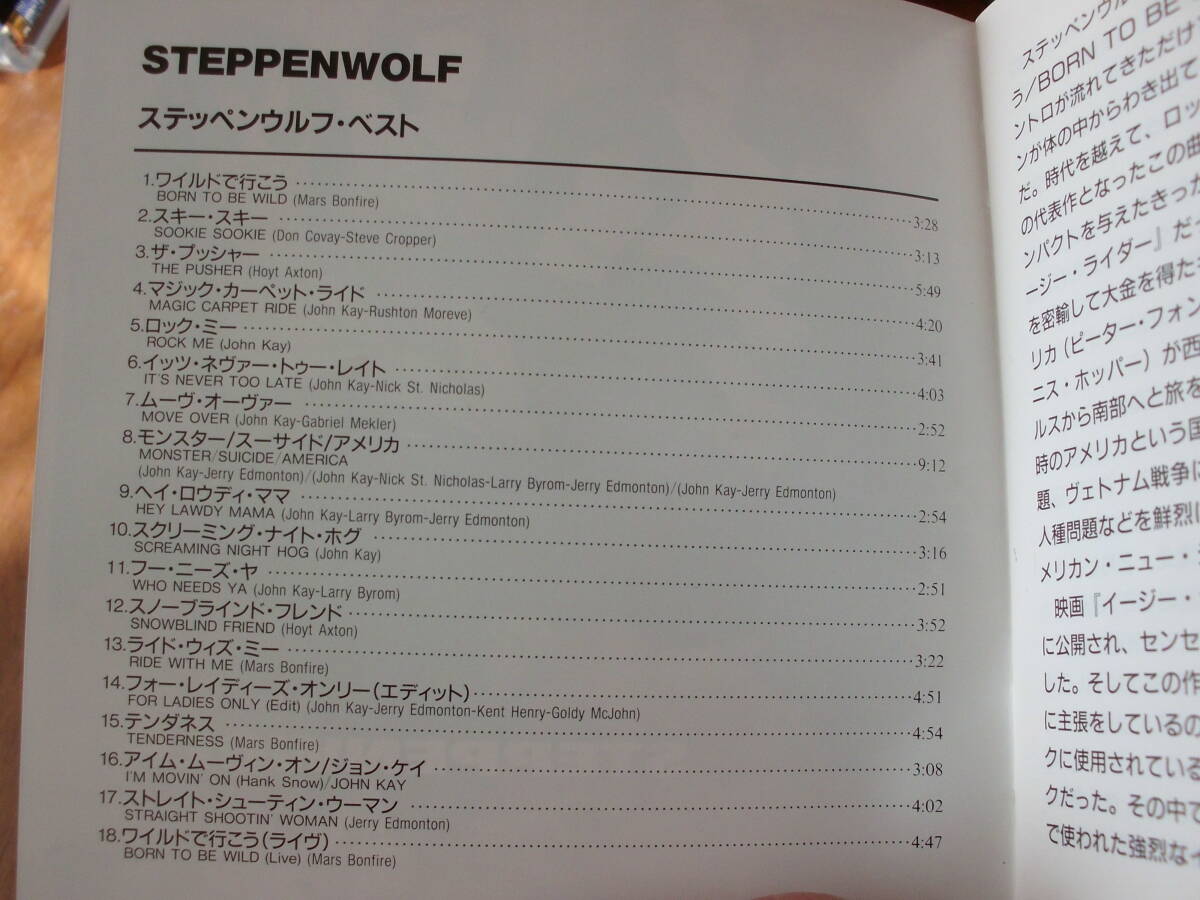 STEPPENWOLF
ステッペンウルフ・ベスト
1.ワイルドで行こう 3:28
BORN TO BE WILD (Mars Bonfire)
2.スキー・スキー 3:13
SOOKIE SOOKIE (Don Covay-Steve Cropper)
3.ザ・プッシャー 5:49
THE PUSHER (Hoyt Axton)
4.マジック・カーペット・ライド 4:20
MAGIC CARPET RIDE (John Kay-Rushton Moreve)
5.ロック・ミー 3:41
ROCK ME (John Kay)
6.イッツ・ネヴァー・トゥー・レイト 4:03
IT'S NEVER TOO LATE (John Kay-Nick St. Nicholas)
7.ムーヴ・オーヴァー 2:52
MOVE OVER (John Kay-Gabriel Mekler)
8.モンスター/スーサイド/アメリカ 9:12
MONSTER/SUICIDE/AMERICA
(John Kay-Jerry Edmonton)/(John Kay-Nick St. Nicholas-Larry Byrom-Jerry Edmonton)/(John Kay-Jerry Edmonton)
9.ヘイ・ロウディ・ママ 2:54
HEY LAWDY MAMA (John Kay-Larry Byrom-Jerry Edmonton)
10.スクリーミング・ナイト・ホグ 3:16
SCREAMING NIGHT HOG (John Kay)
11.フー・ニーズ・ヤ 2:51
WHO NEEDS YA (John Kay-Larry Byrom)
12.スノーブラインド・フレンド 3:52
SNOWBLIND FRIEND (Hoyt Axton)
13.ライド・ウィズ・ミー 3:22
RIDE WITH ME (Mars Bonfire)
14.フォー・レイディーズ・オンリー(エディット) 4:51
FOR LADIES ONLY (Edit) (John Kay-Jerry Edmonton-Kent Henry-Goldy McJohn)
15.テンダネス 4:54
TENDERNESS (Mars Bonfire)
16.アイム・ムーヴィン・オン/ジョン・ケイ 3:08
I'M MOVIN' ON (Hank Snow)/JOHN KAY
17.ストレイト・シューティン・ウーマン 4:02
STRAIGHT SHOOTIN' WOMAN (Jerry Edmonton)
18.ワイルドで行こう(ライヴ) 4:47
BORN TO BE WILD (Live) (Mars Bonfire)
ステッペンウル
う/BORN TO BE
ントロが流れてきただけ
ンが体の中からわき出て
だ。時代を越えて、ロッ
の代表作となったこの曲
ンパクトを与えたきった
ージー・ライダー』だー
を密輸して大金を得た
リカ(ピーター・フォン
ニス・ホッパー)が西
ルスから南部へと旅を
時のアメリカという国
題、ヴェトナム戦争に
人種問題などを鮮烈に
メリカン・ニュー・
映画『イージー・
に公開され、センセ
した。そしてこの作
に主張をしているの
クに使用されている
クだった。その中で
で使われた強烈なイ